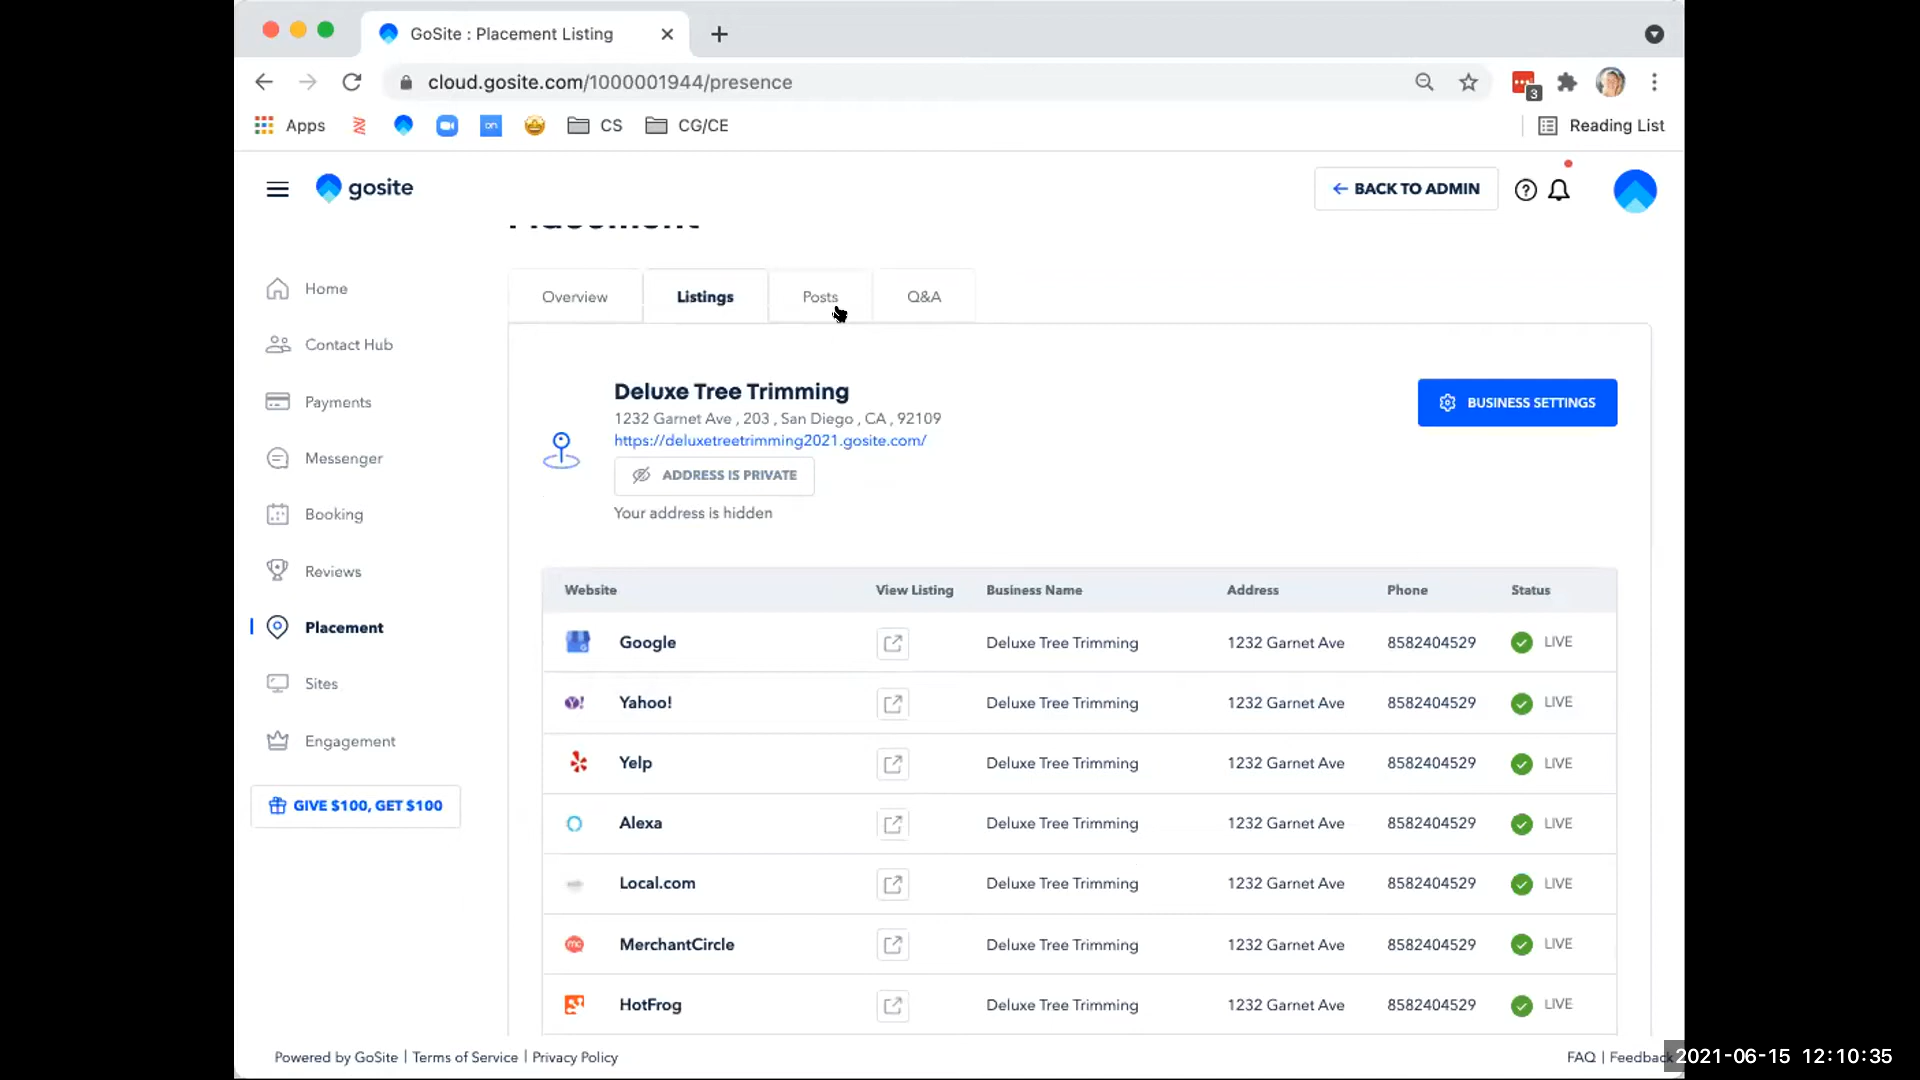 GoSite : Placement Listing
cloud.gosite.com/1000001944/presence
3
Apps
on
CS
CG/CE
Reading List
gosite
BACK TO ADMIN
Placement
Home
Contact Hub
Payments
Messenger
Booking
Reviews
Placement
Sites
Engagement
GIVE $100, GET $100
Overview
Listings
Posts
Q&A
Deluxe Tree Trimming
1232 Garnet Ave , 203 , San Diego , CA , 92109
https://deluxetreetrimming2021.gosite.com/
ADDRESS IS PRIVATE
Your address is hidden
BUSINESS SETTINGS
Website View Listing Business Name Address Phone Status
Google Deluxe Tree Trimming 1232 Garnet Ave 8582404529 LIVE
Yahoo! Deluxe Tree Trimming 1232 Garnet Ave 8582404529 LIVE
Yelp Deluxe Tree Trimming 1232 Garnet Ave 8582404529 LIVE
Alexa Deluxe Tree Trimming 1232 Garnet Ave 8582404529 LIVE
Local.com Deluxe Tree Trimming 1232 Garnet Ave 8582404529 LIVE
MerchantCircle Deluxe Tree Trimming 1232 Garnet Ave 8582404529 LIVE
HotFrog Deluxe Tree Trimming 1232 Garnet Ave 8582404529 LIVE
Powered by GoSite | Terms of Service | Privacy Policy
FAQ | Feedback
2021-06-15 12:10:35